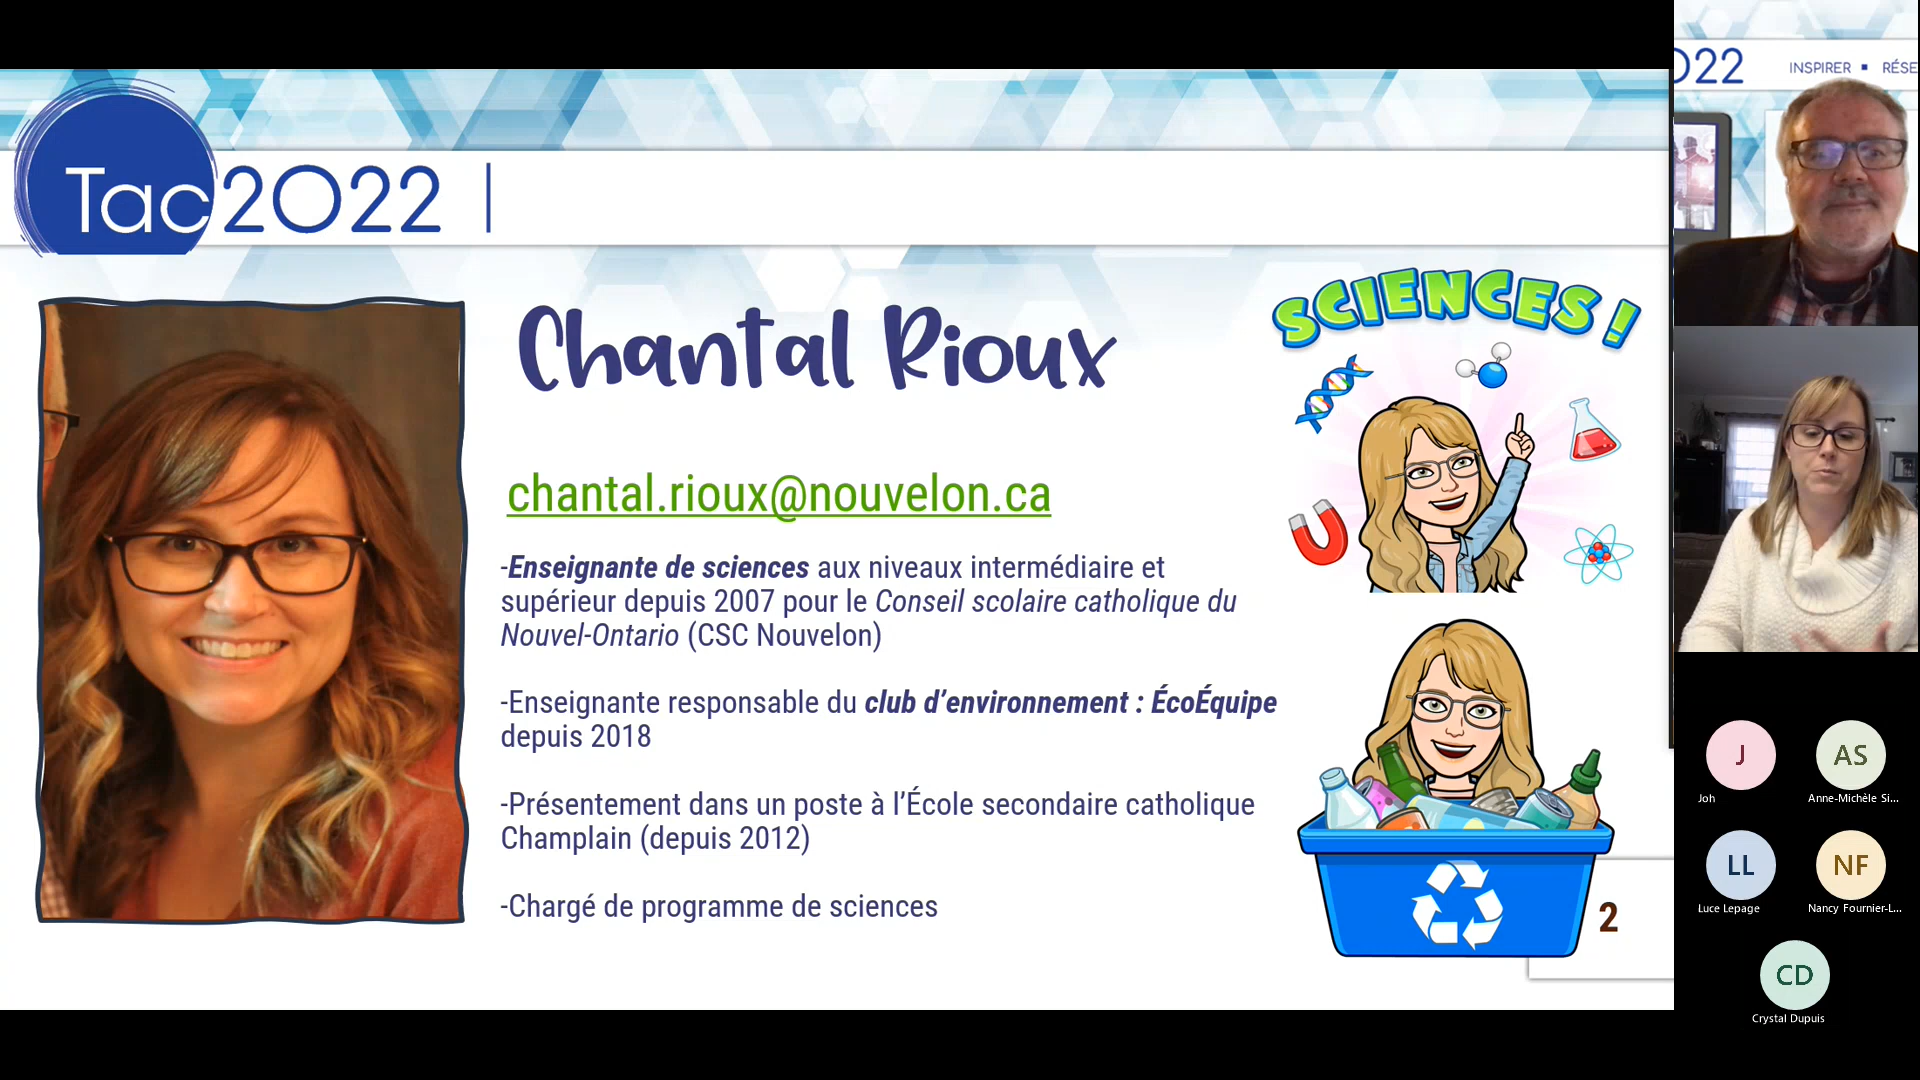 Tac2022
Chantal Rioux
chantal.rioux@nouvelon.ca
-Enseignante de sciences aux niveaux intermédiaire et
supérieur depuis 2007 pour le Conseil scolaire catholique du
Nouvel-Ontario (CSC Nouvelon)
-Enseignante responsable du club d’environnement : ÉcoÉquipe
depuis 2018
-Présentement dans un poste à l’École secondaire catholique
Champlain (depuis 2012)
-Chargé de programme de sciences
SCIENCES !
2
022 INSPIRER ▪ RÉSE
J
Joh
AS
Anne-Michèle Si...
LL
Luce Lepage
NF
Nancy Fournier-L...
CD
Crystal Dupuis